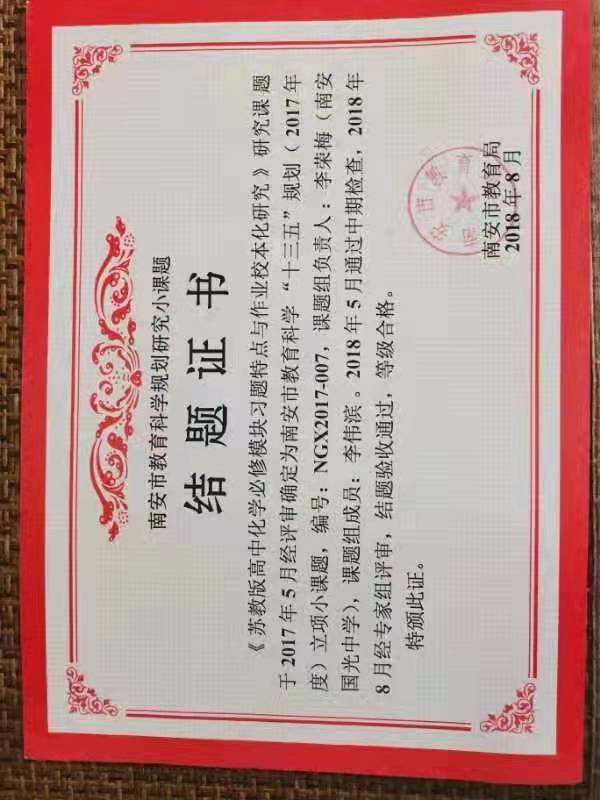 南安市教育科学规划研究小课题
结题证书
《苏教版高中化学必修模块习题特点与作业校本化研究》研究课题
于2017年5月经评审确定为南安市教育科学“十三五”规划（2017年
度）立项小课题，编号：NGX2017-007，课题组负责人：李荣梅（南安
国光中学），课题组成员：李伟滨。2018年5月通过中期检查，2018年
8月经专家组评审，结题验收通过，等级合格。
特颁此证。
南安市教育局
2018年8月